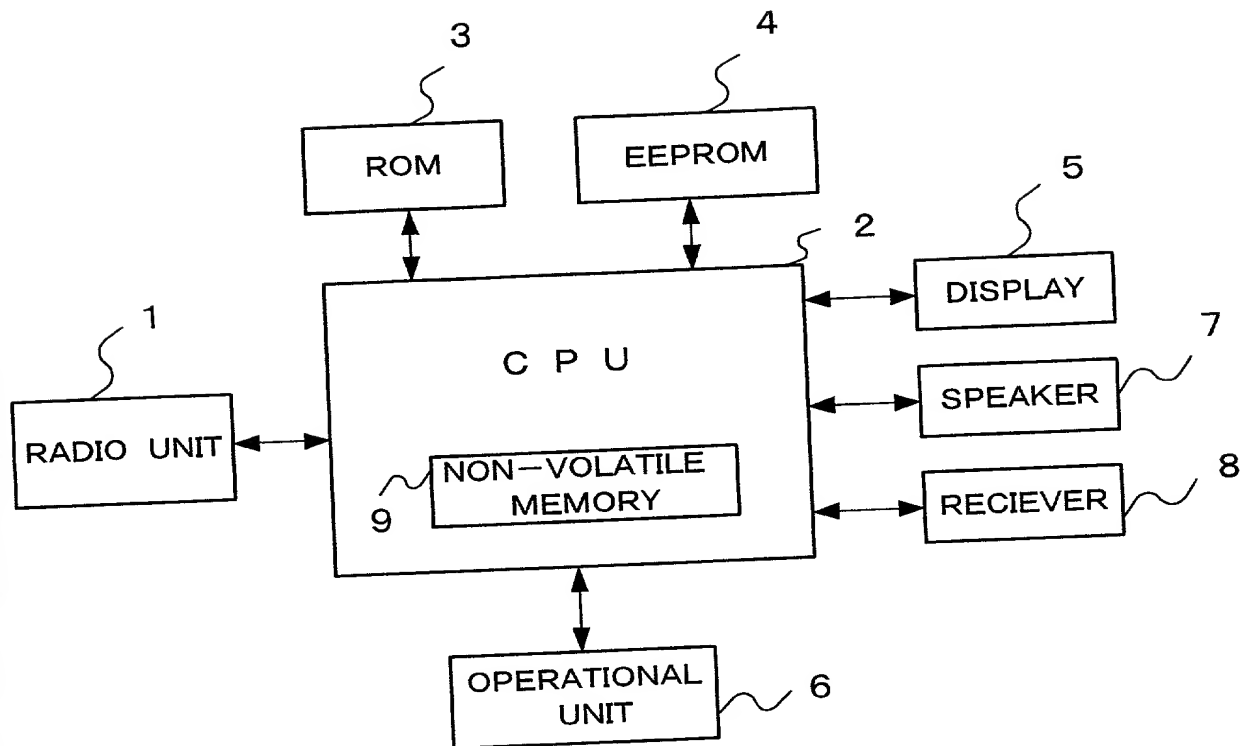 3
4
ROM
EEPROM
5
2
DISPLAY
1
7
C P U
SPEAKER
RADIO UNIT
NON-VOLATILE
MEMORY
8
9
RECIEVER
OPERATIONAL
UNIT
6